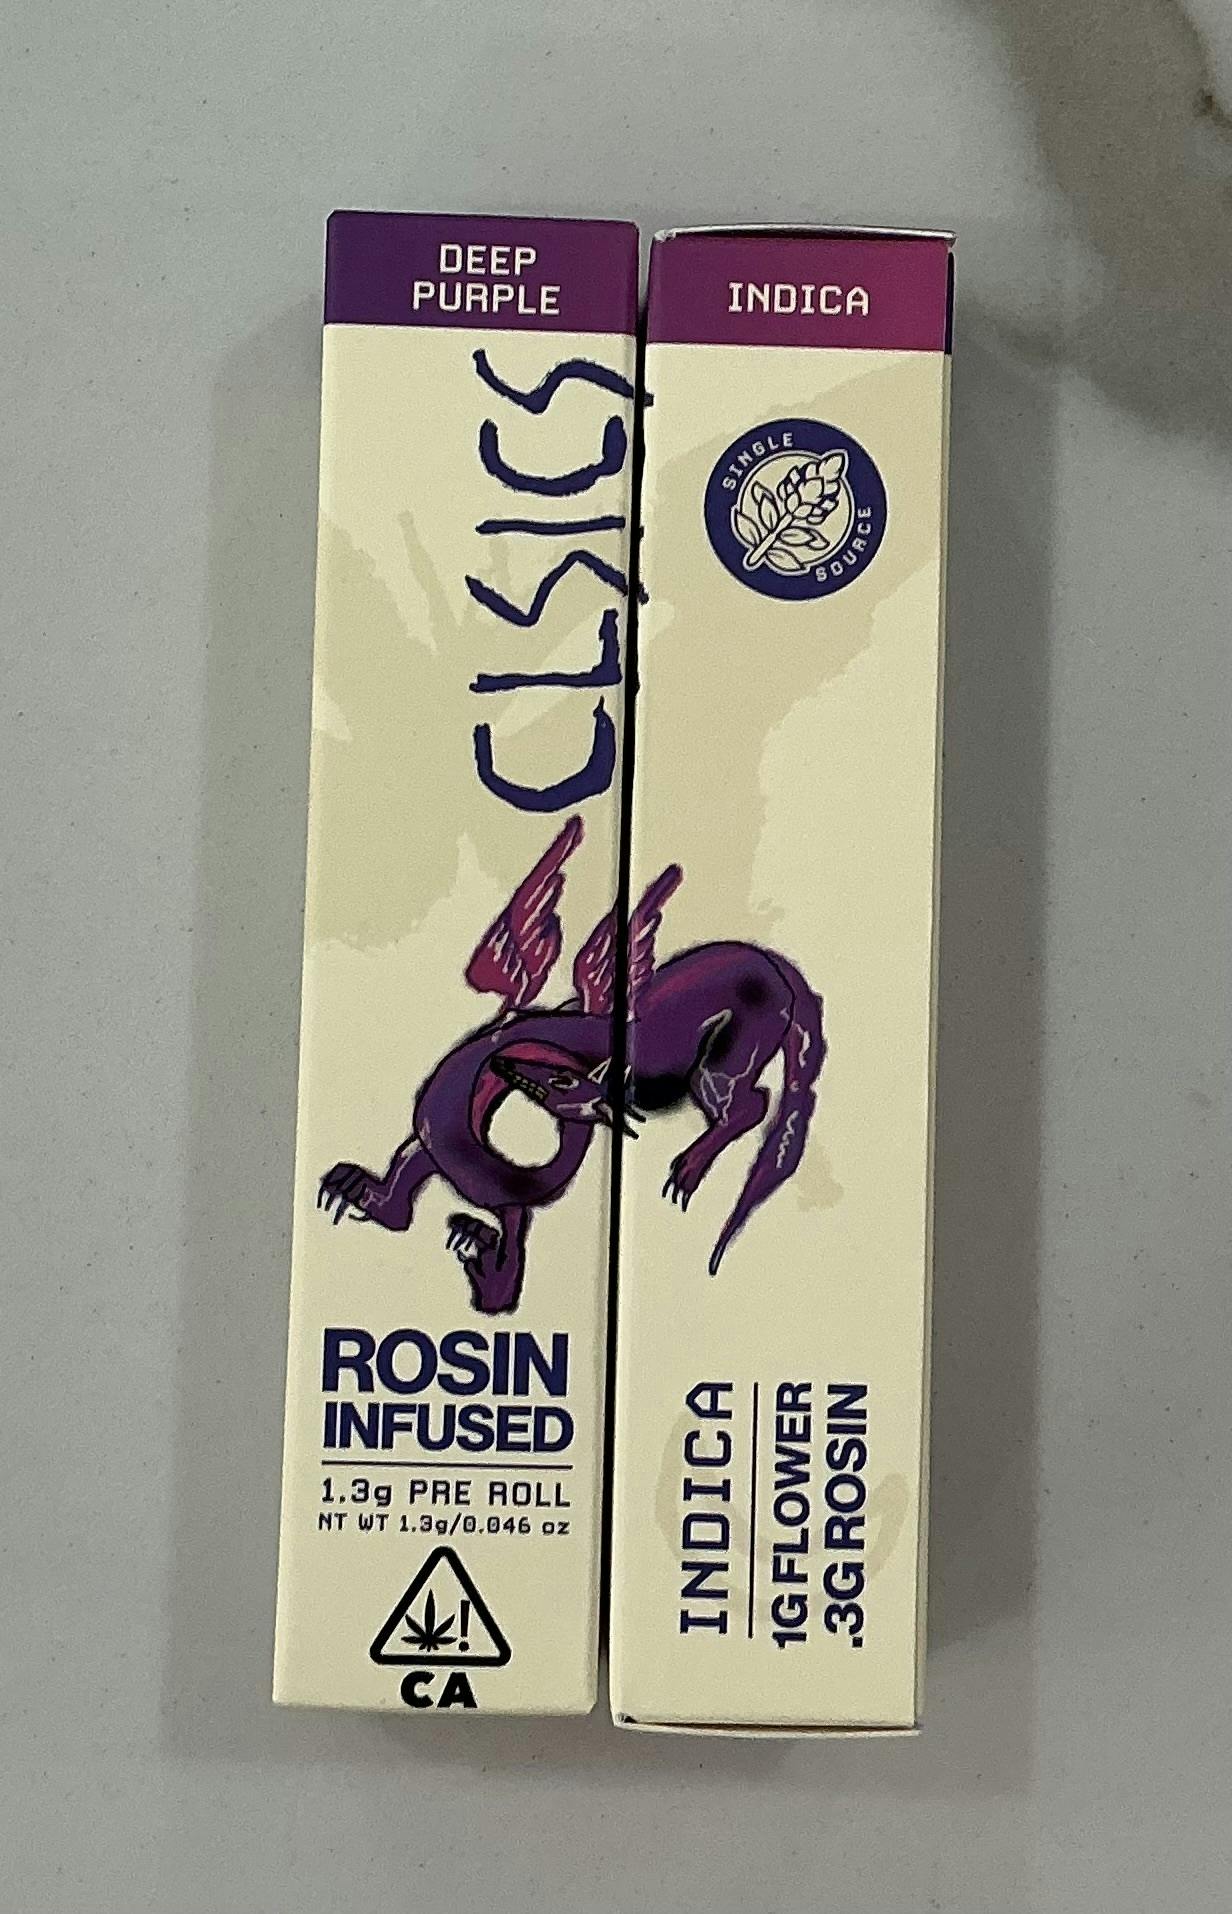 DEEP
PURPLE
CLSICS
ROSIN
INFUSED
1.3g PRE ROLL
NT WT 1.3g/0.046 oz
!
CA
INDICA
SINGLE
SOURCE
INDICA
1G FLOWER
.3G ROSIN